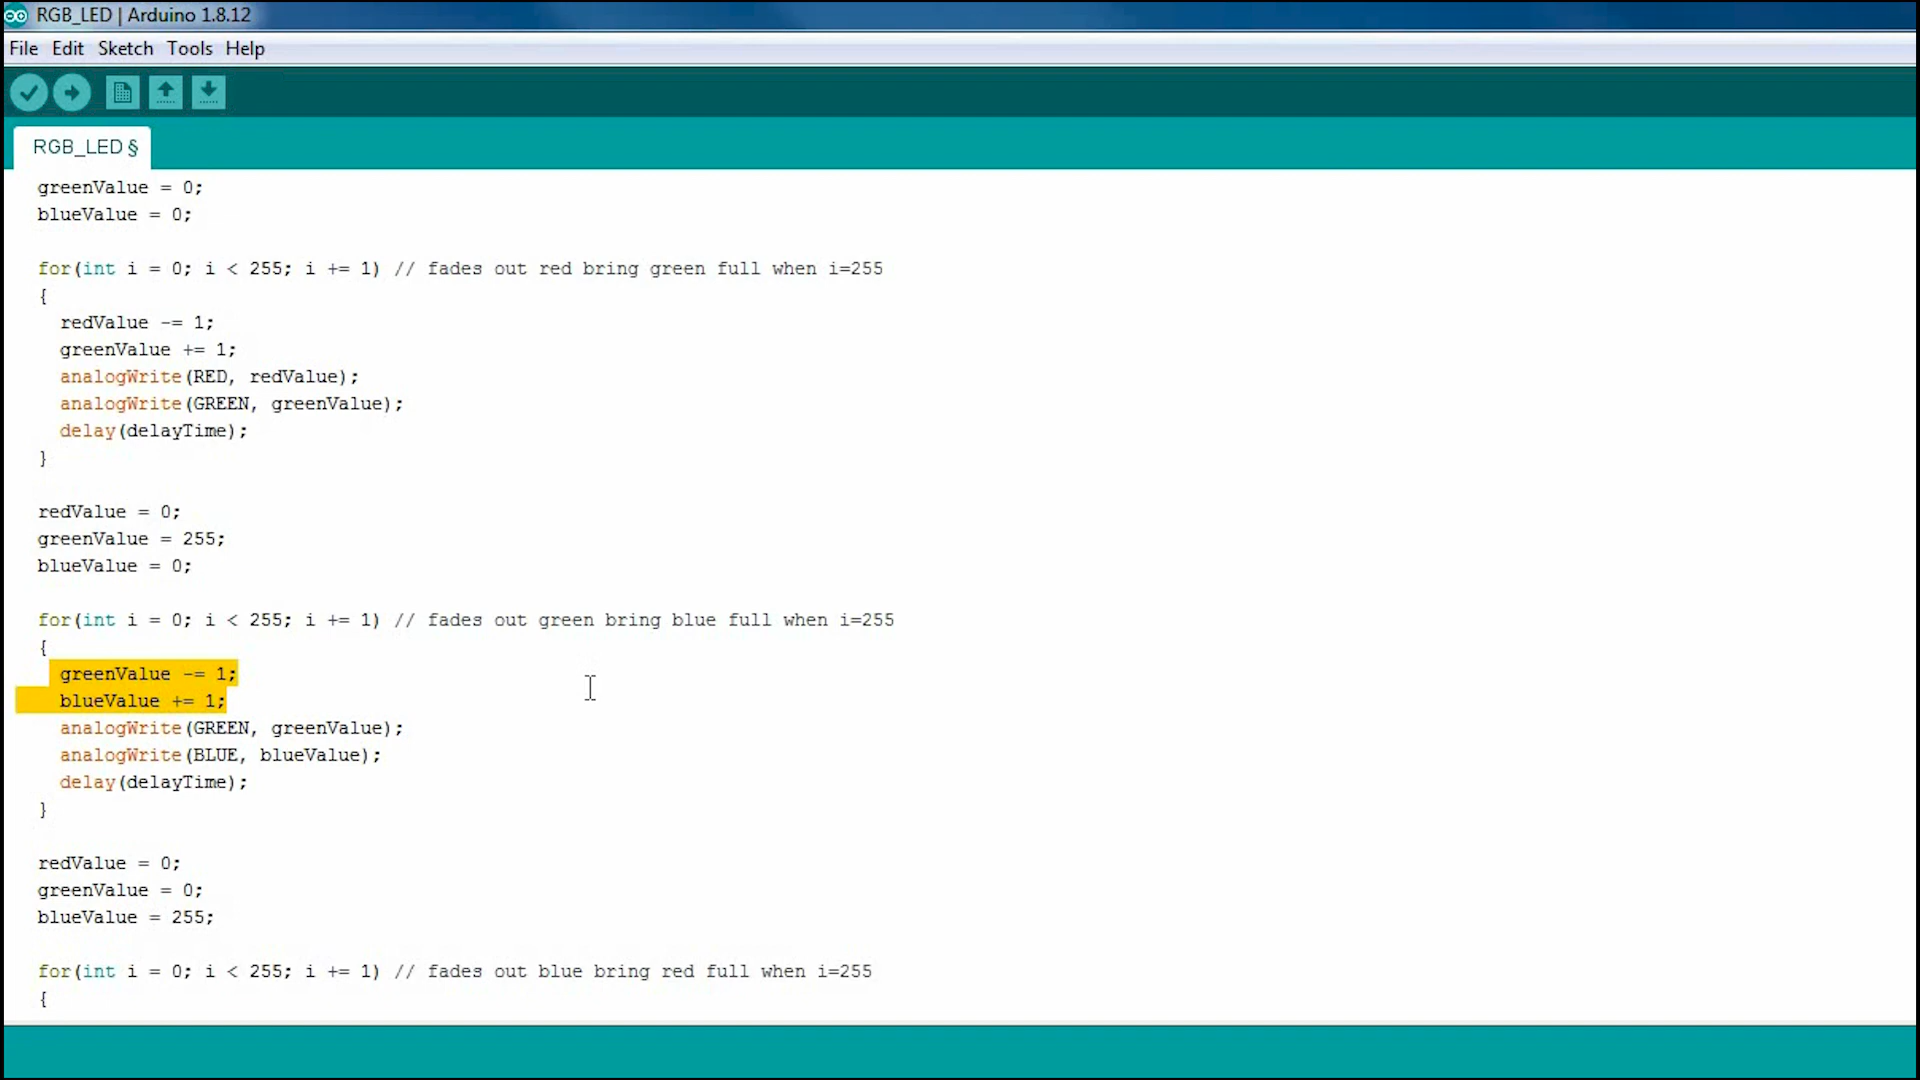 RGB_LED | Arduino 1.8.12
File Edit Sketch Tools Help
RGB_LED §
greenValue = 0;
blueValue = 0;
for(int i = 0; i < 255; i += 1) // fades out red bring green full when i=255
{
redValue -= 1;
greenValue += 1;
analogWrite(RED, redValue);
analogWrite(GREEN, greenValue);
delay(delayTime);
}
redValue = 0;
greenValue = 255;
blueValue = 0;
for(int i = 0; i < 255; i += 1) // fades out green bring blue full when i=255
{
greenValue -= 1;
blueValue += 1;
analogWrite(GREEN, greenValue);
analogWrite(BLUE, blueValue);
delay(delayTime);
}
redValue = 0;
greenValue = 0;
blueValue = 255;
for(int i = 0; i < 255; i += 1) // fades out blue bring red full when i=255
{